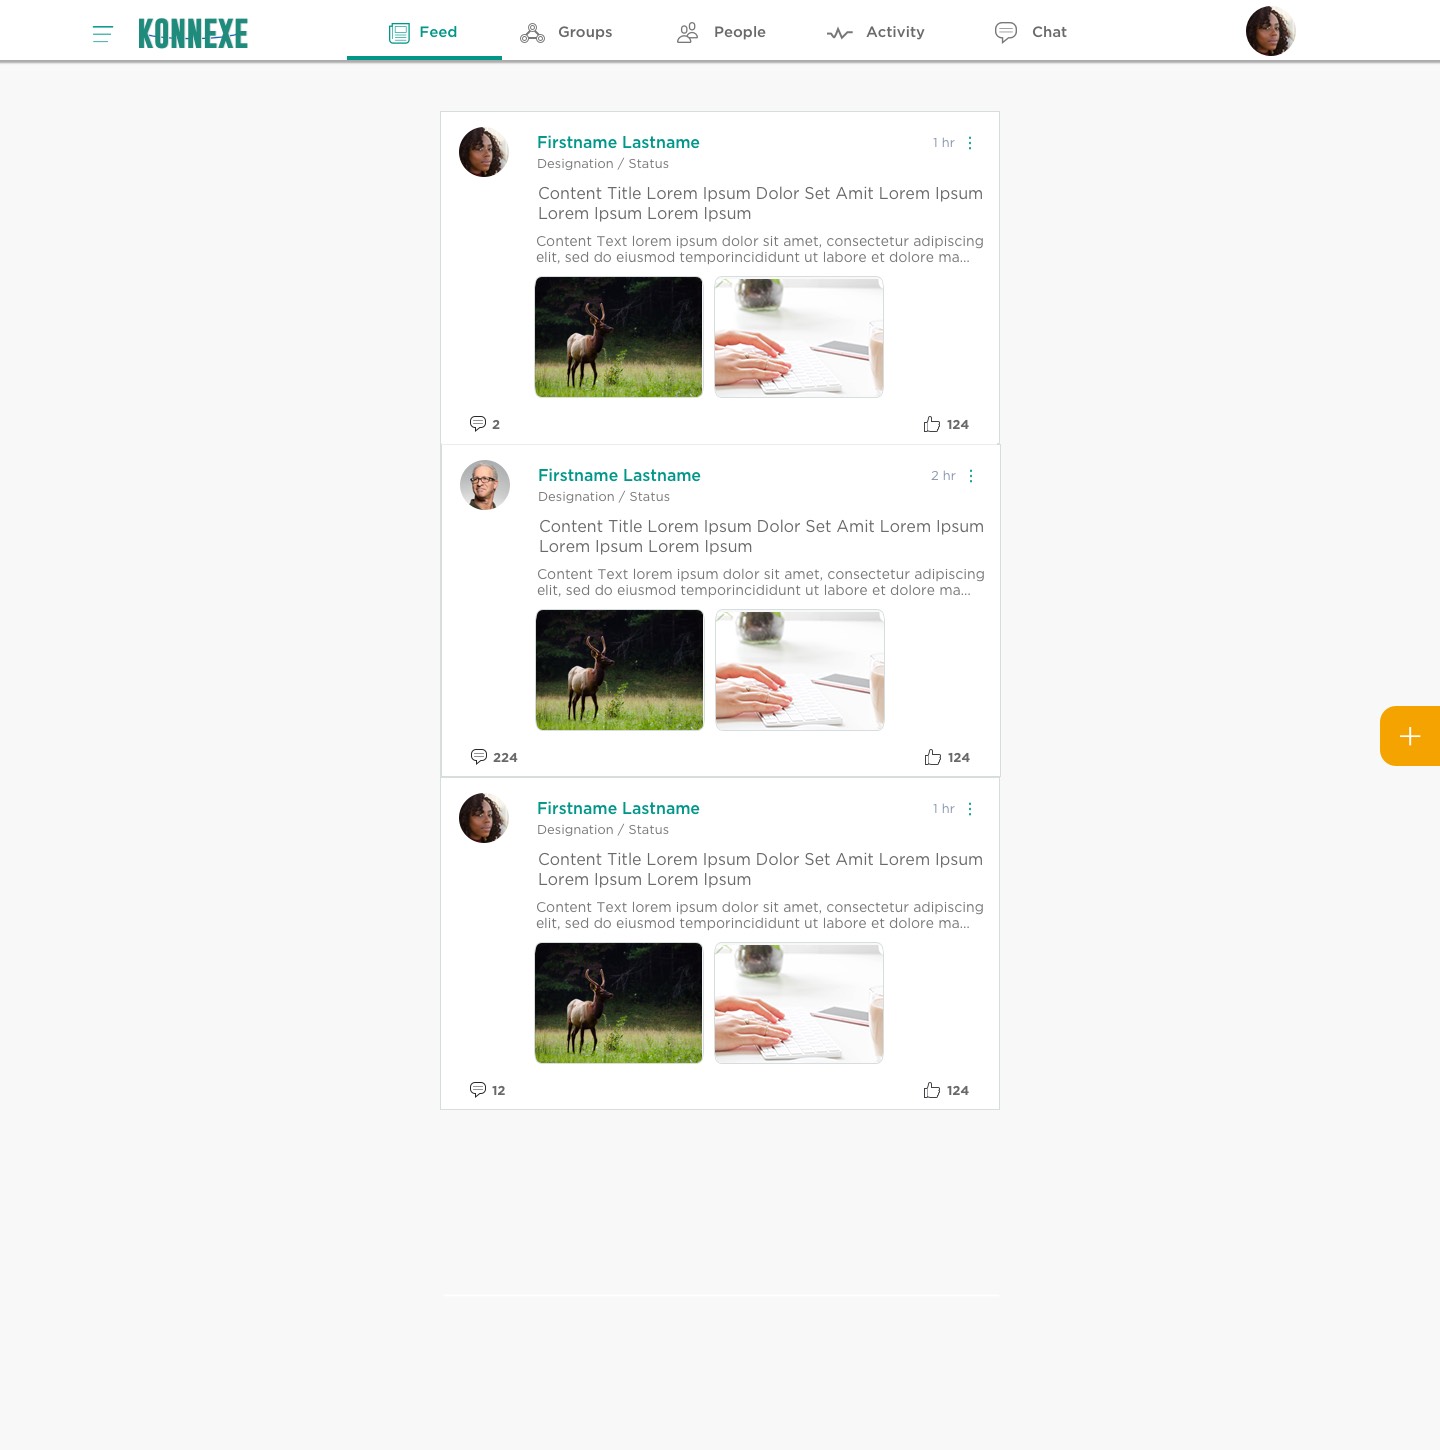 KONNEXE
Feed
Groups
People
Activity
Chat
Firstname Lastname
1 hr
Designation / Status
Content Title Lorem Ipsum Dolor Set Amit Lorem Ipsum
Lorem Ipsum Lorem Ipsum
Content Text lorem ipsum dolor sit amet, consectetur adipiscing
elit, sed do eiusmod temporincididunt ut labore et dolore ma...
2
124
Firstname Lastname
2 hr
Designation / Status
Content Title Lorem Ipsum Dolor Set Amit Lorem Ipsum
Lorem Ipsum Lorem Ipsum
Content Text lorem ipsum dolor sit amet, consectetur adipiscing
elit, sed do eiusmod temporincididunt ut labore et dolore ma...
224
124
Firstname Lastname
1 hr
Designation / Status
Content Title Lorem Ipsum Dolor Set Amit Lorem Ipsum
Lorem Ipsum Lorem Ipsum
Content Text lorem ipsum dolor sit amet, consectetur adipiscing
elit, sed do eiusmod temporincididunt ut labore et dolore ma...
12
124